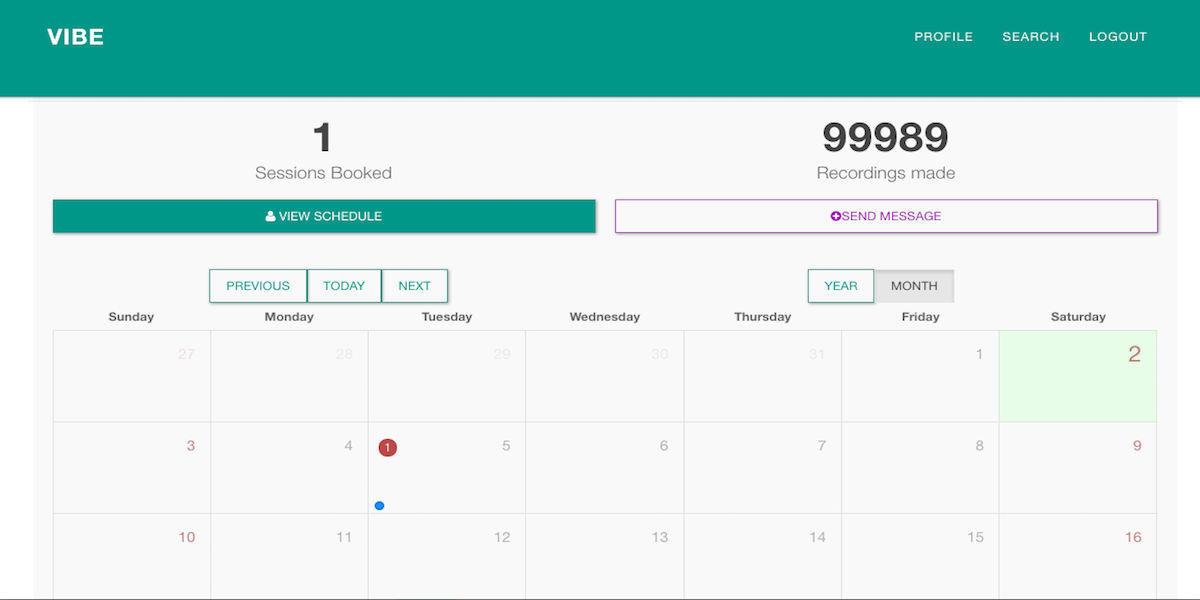 VIBE
PROFILE SEARCH LOGOUT
1 99989
Sessions Booked Recordings made
VIEW SCHEDULE SEND MESSAGE
PREVIOUS TODAY NEXT YEAR MONTH
Sunday Monday Tuesday Wednesday Thursday Friday Saturday
27 28 29 30 31 1 2
3 4 1 5 6 7 8 9
10 11 12 13 14 15 16